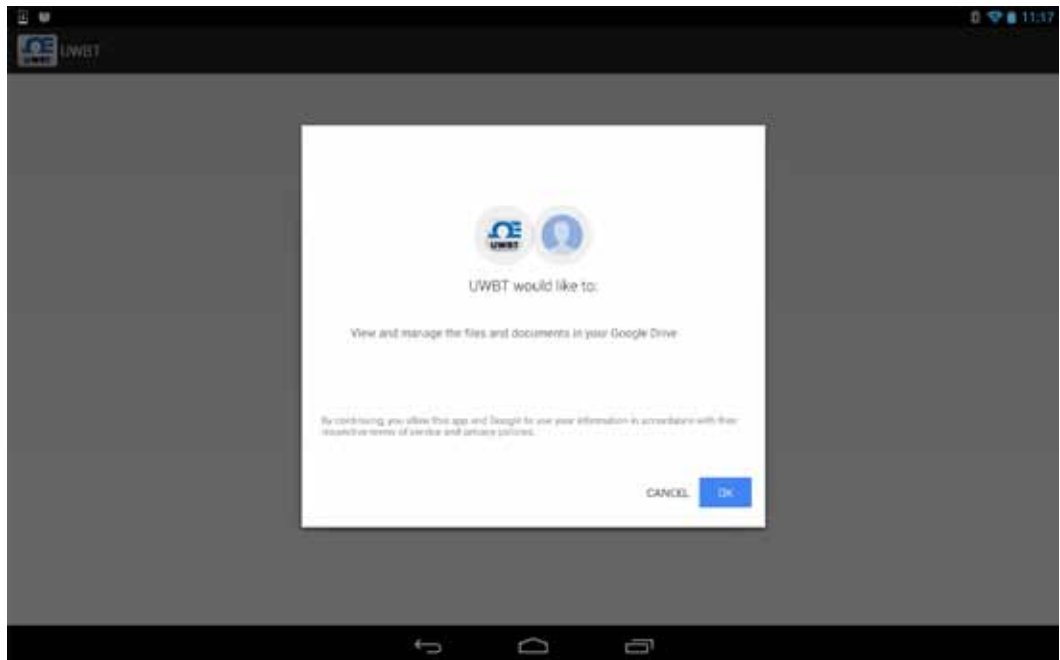 11:17
UWBT
UWBT
UWBT
UWBT would like to:
View and manage the files and documents in your Google Drive
By continuing, you allow this app and Google to use your information in accordance with their
respective terms of service and privacy policies.
CANCEL OK